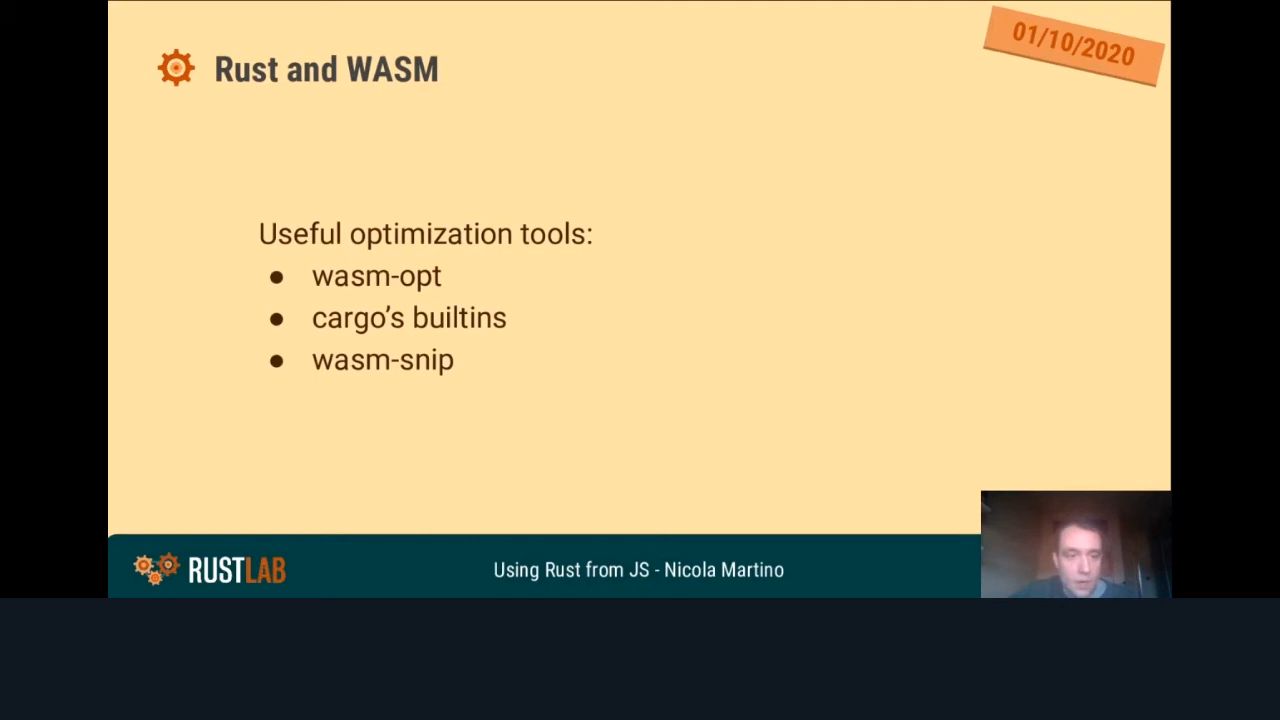 01/10/2020
Rust and WASM
Useful optimization tools:
● wasm-opt
● cargo’s builtins
● wasm-snip
RUSTLAB
Using Rust from JS - Nicola Martino